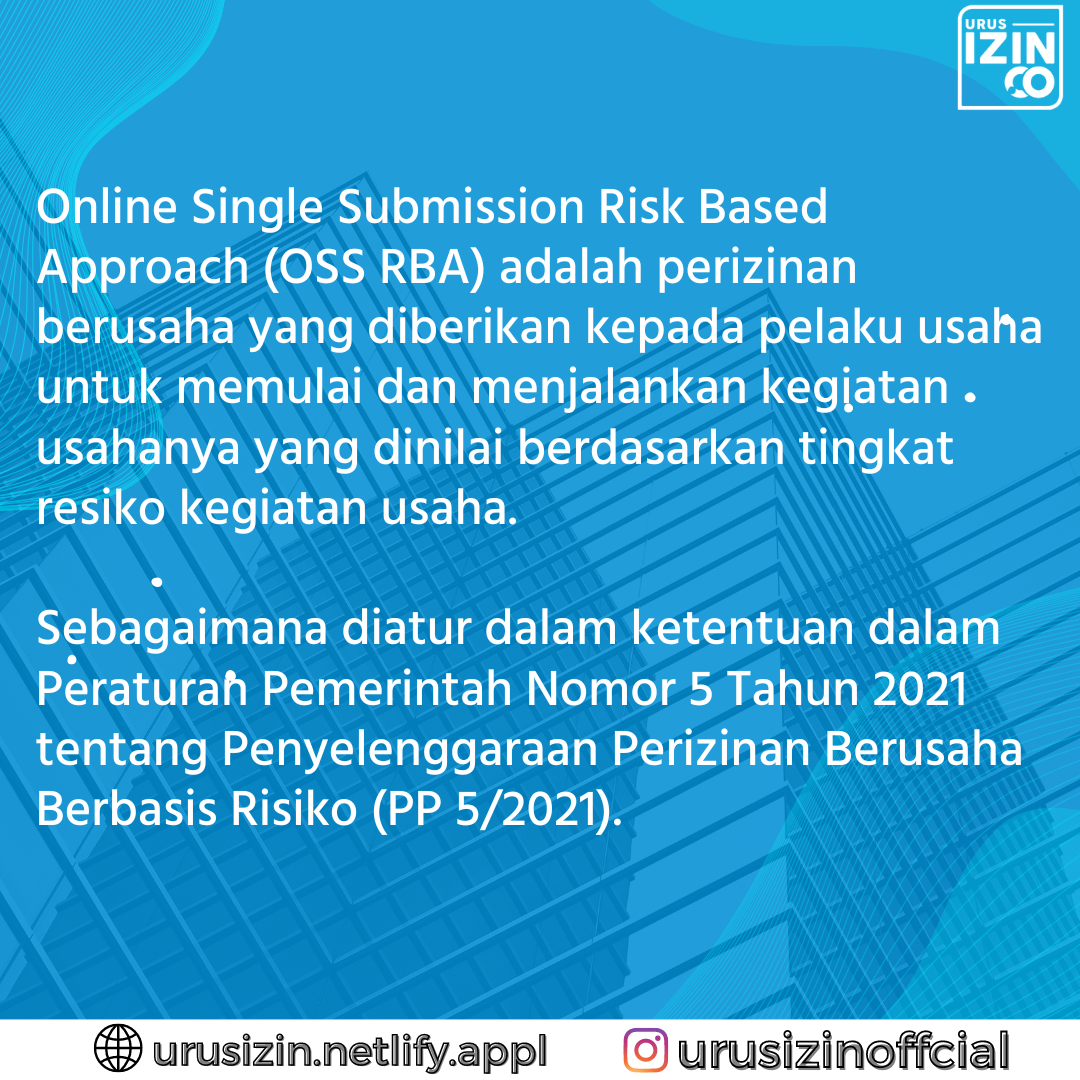 URUS
IZIN
CO
Online Single Submission Risk Based
Approach (OSS RBA) adalah perizinan
berusaha yang diberikan kepada pelaku usaha
untuk memulai dan menjalankan kegiatan
usahanya yang dinilai berdasarkan tingkat
resiko kegiatan usaha.
Sebagaimana diatur dalam ketentuan dalam
Peraturan Pemerintah Nomor 5 Tahun 2021
tentang Penyelenggaraan Perizinan Berusaha
Berbasis Risiko (PP 5/2021).
urusizin.netlify.appl
urusizinoffcial